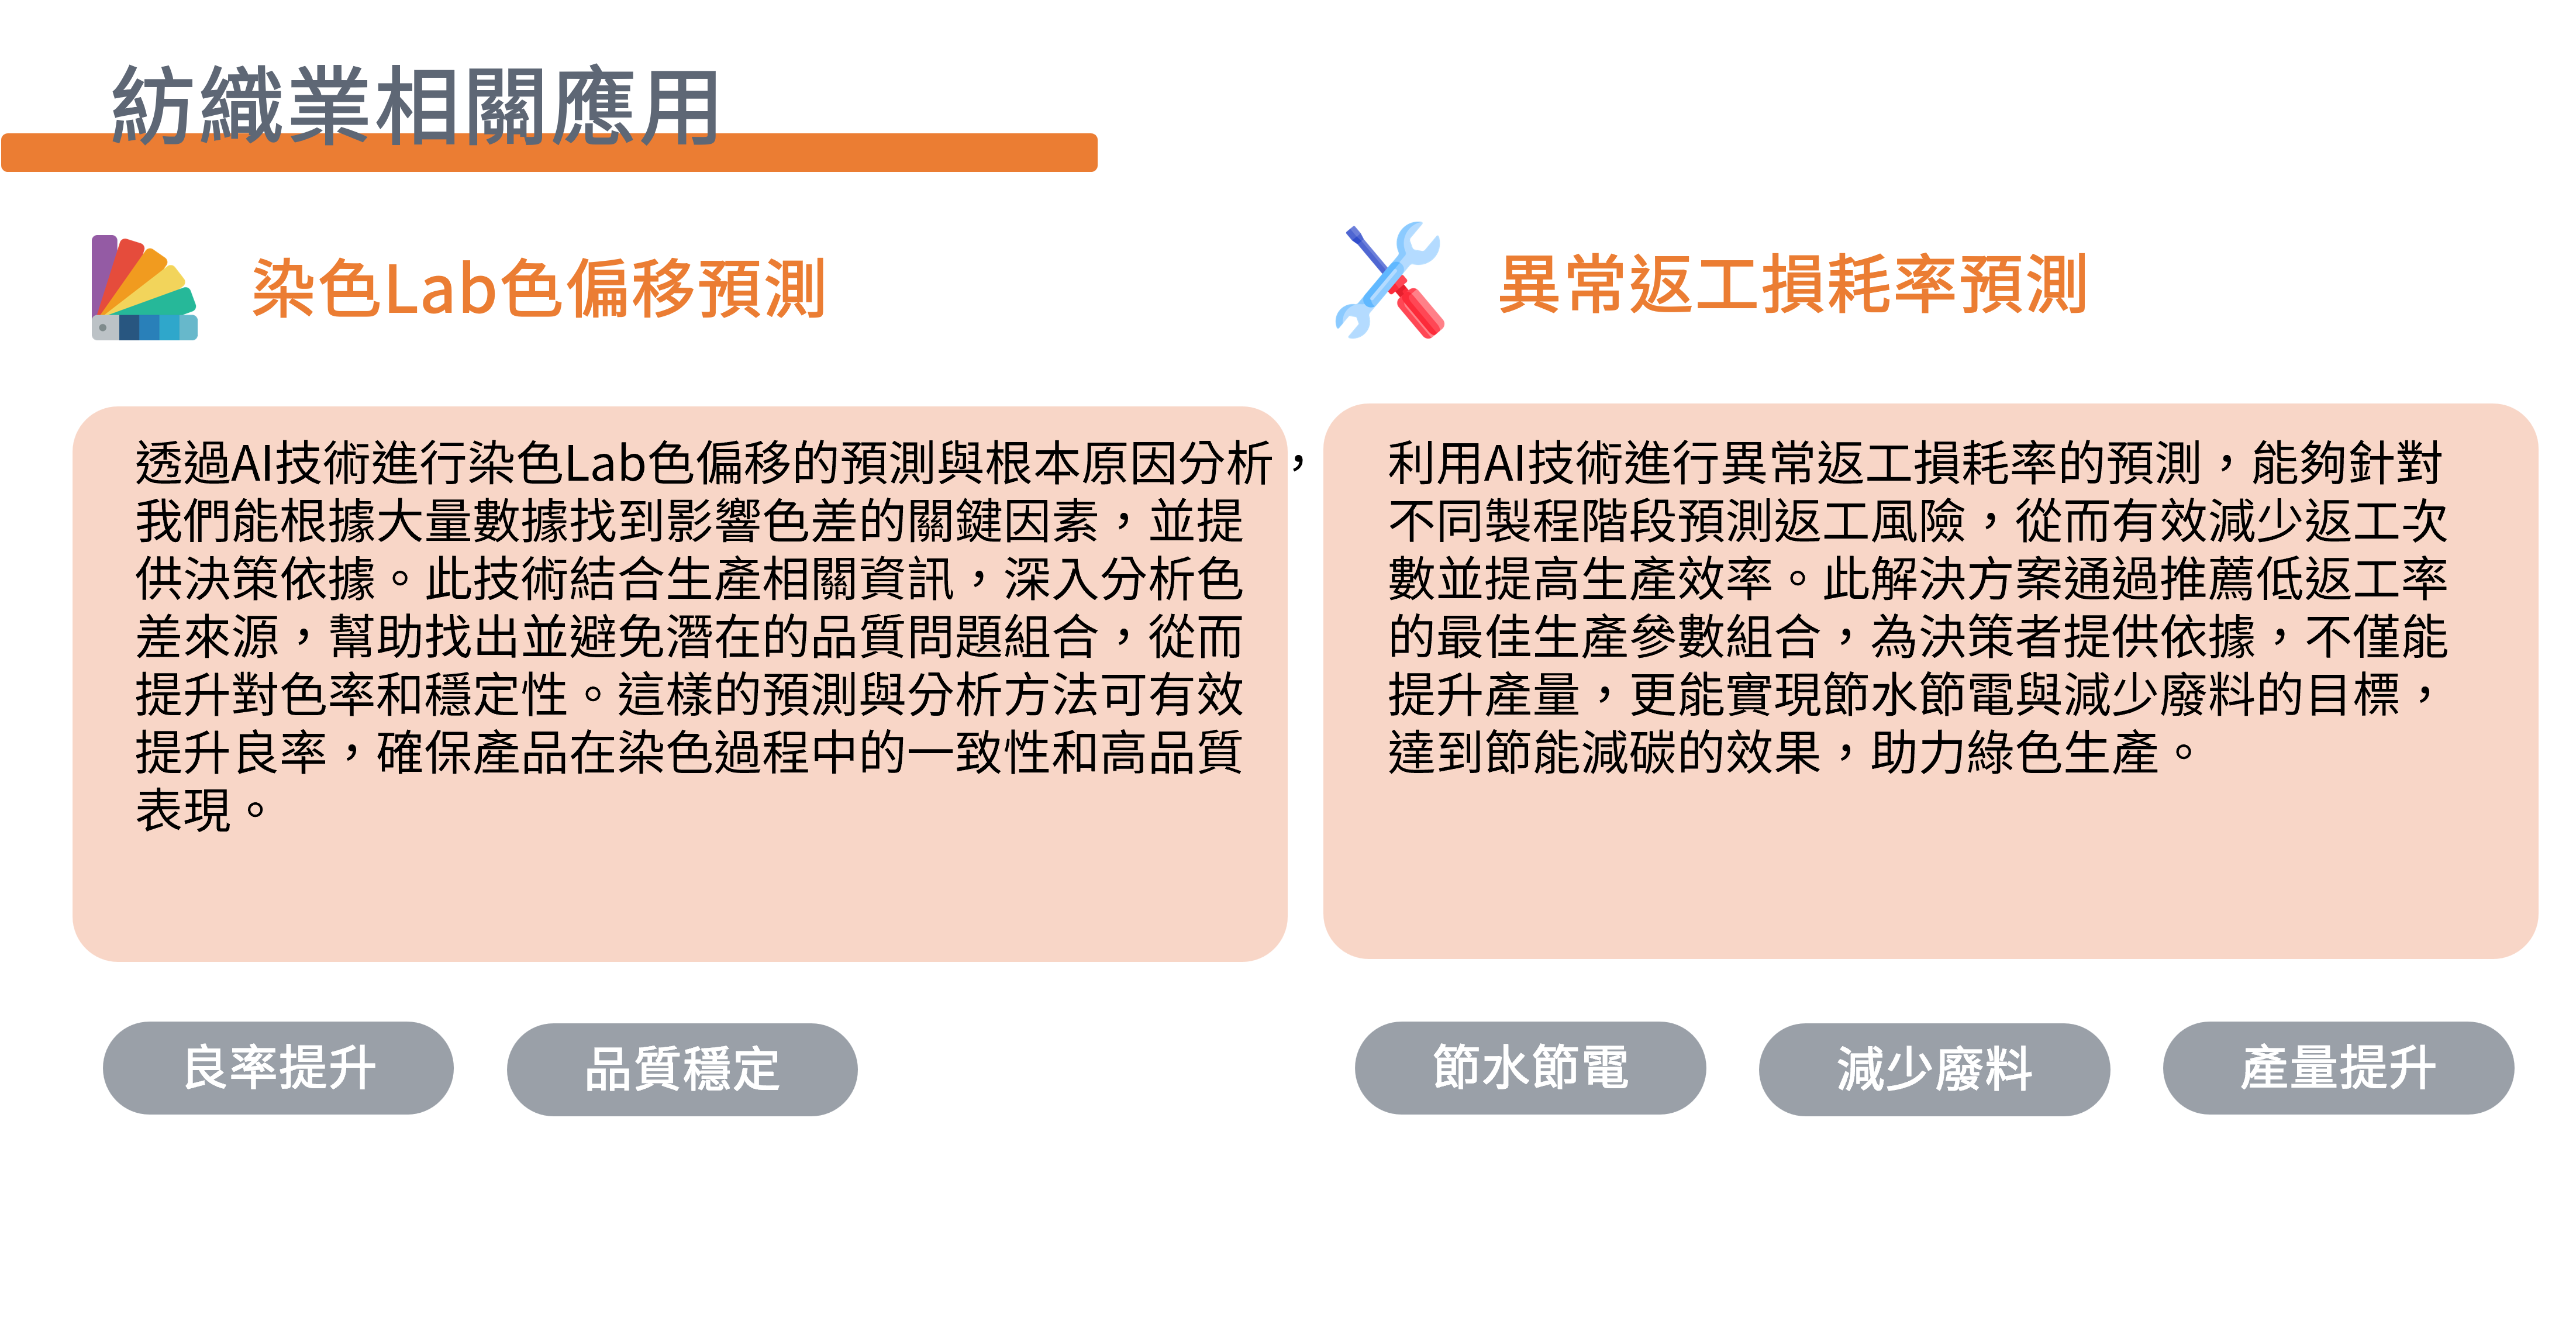 紡織業相關應用
染色Lab色偏移預測
透過AI技術進行染色Lab色偏移的預測與根本原因分析，
我們能根據大量數據找到影響色差的關鍵因素，並提
供決策依據。此技術結合生產相關資訊，深入分析色
差來源，幫助找出並避免潛在的品質問題組合，從而
提升對色率和穩定性。這樣的預測與分析方法可有效
提升良率，確保產品在染色過程中的一致性和高品質
表現。
良率提升
品質穩定
異常返工損耗率預測
利用AI技術進行異常返工損耗率的預測，能夠針對
不同製程階段預測返工風險，從而有效減少返工次
數並提高生產效率。此解決方案通過推薦低返工率
的最佳生產參數組合，為決策者提供依據，不僅能
提升產量，更能實現節水節電與減少廢料的目標，
達到節能減碳的效果，助力綠色生產。
節水節電
減少廢料
產量提升